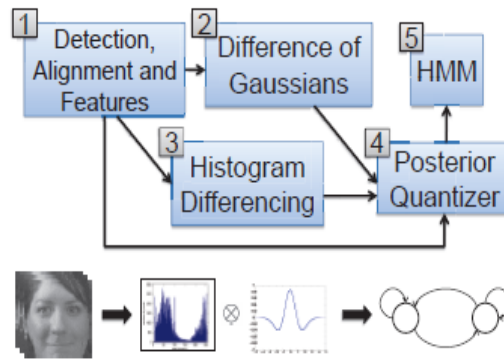 1
Detection,
Alignment and
Features
2
Difference of
Gaussians
5
HMM
3
Histogram
Differencing
4
Posterior
Quantizer